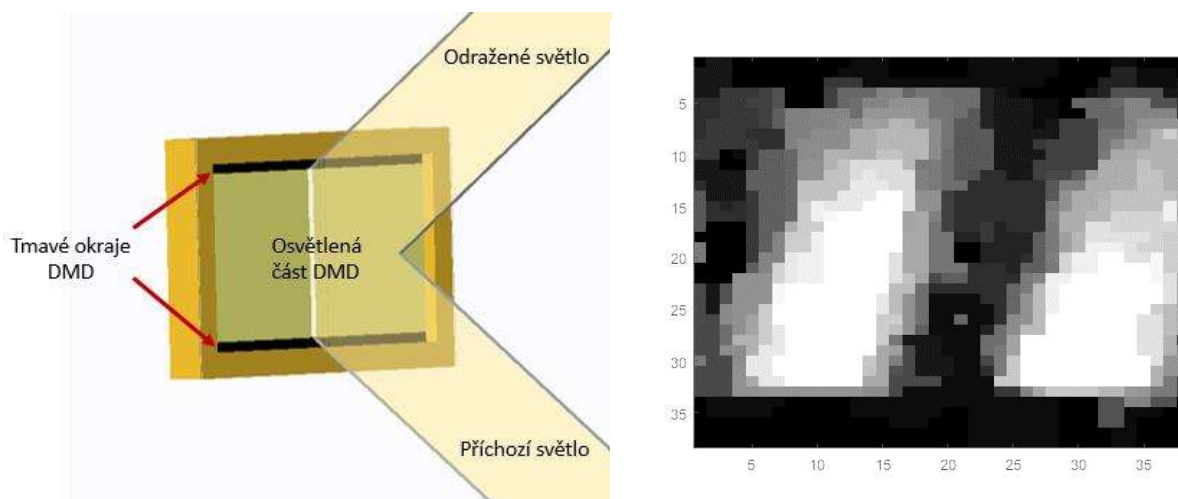 Odražené světlo
Tmavé okraje
DMD
Osvětlená
část DMD
Příchozí světlo
5
10
15
20
25
30
35
5 10 15 20 25 30 35